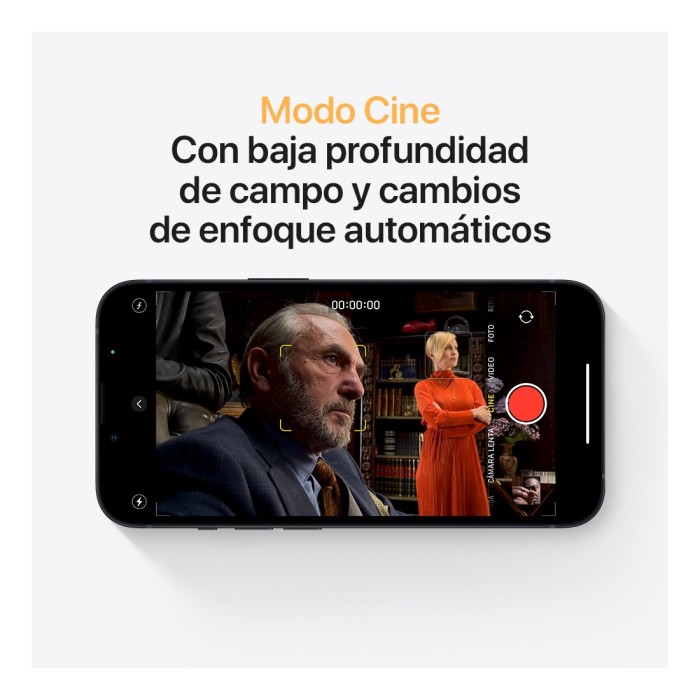 Modo Cine
Con baja profundidad
de campo y cambios
de enfoque automáticos
00:00:00
FOTO
VIDEO
CINE
CÁMARA LENTA